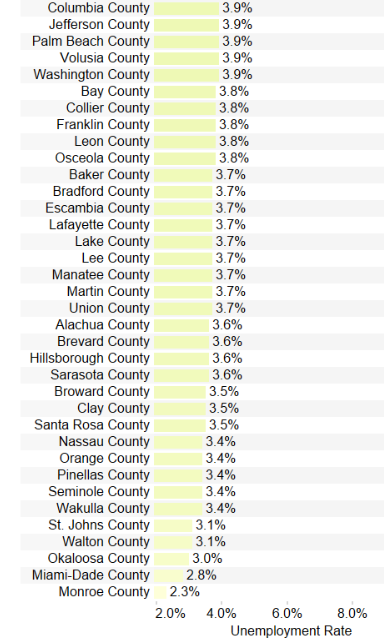 Columbia County 3.9%
Jefferson County 3.9%
Palm Beach County 3.9%
Volusia County 3.9%
Washington County 3.9%
Bay County 3.8%
Collier County 3.8%
Franklin County 3.8%
Leon County 3.8%
Osceola County 3.8%
Baker County 3.7%
Bradford County 3.7%
Escambia County 3.7%
Lafayette County 3.7%
Lake County 3.7%
Lee County 3.7%
Manatee County 3.7%
Martin County 3.7%
Union County 3.7%
Alachua County 3.6%
Brevard County 3.6%
Hillsborough County 3.6%
Sarasota County 3.6%
Broward County 3.5%
Clay County 3.5%
Santa Rosa County 3.5%
Nassau County 3.4%
Orange County 3.4%
Pinellas County 3.4%
Seminole County 3.4%
Wakulla County 3.4%
St. Johns County 3.1%
Walton County 3.1%
Okaloosa County 3.0%
Miami-Dade County 2.8%
Monroe County 2.3%
2.0% 4.0% 6.0% 8.0%
Unemployment Rate